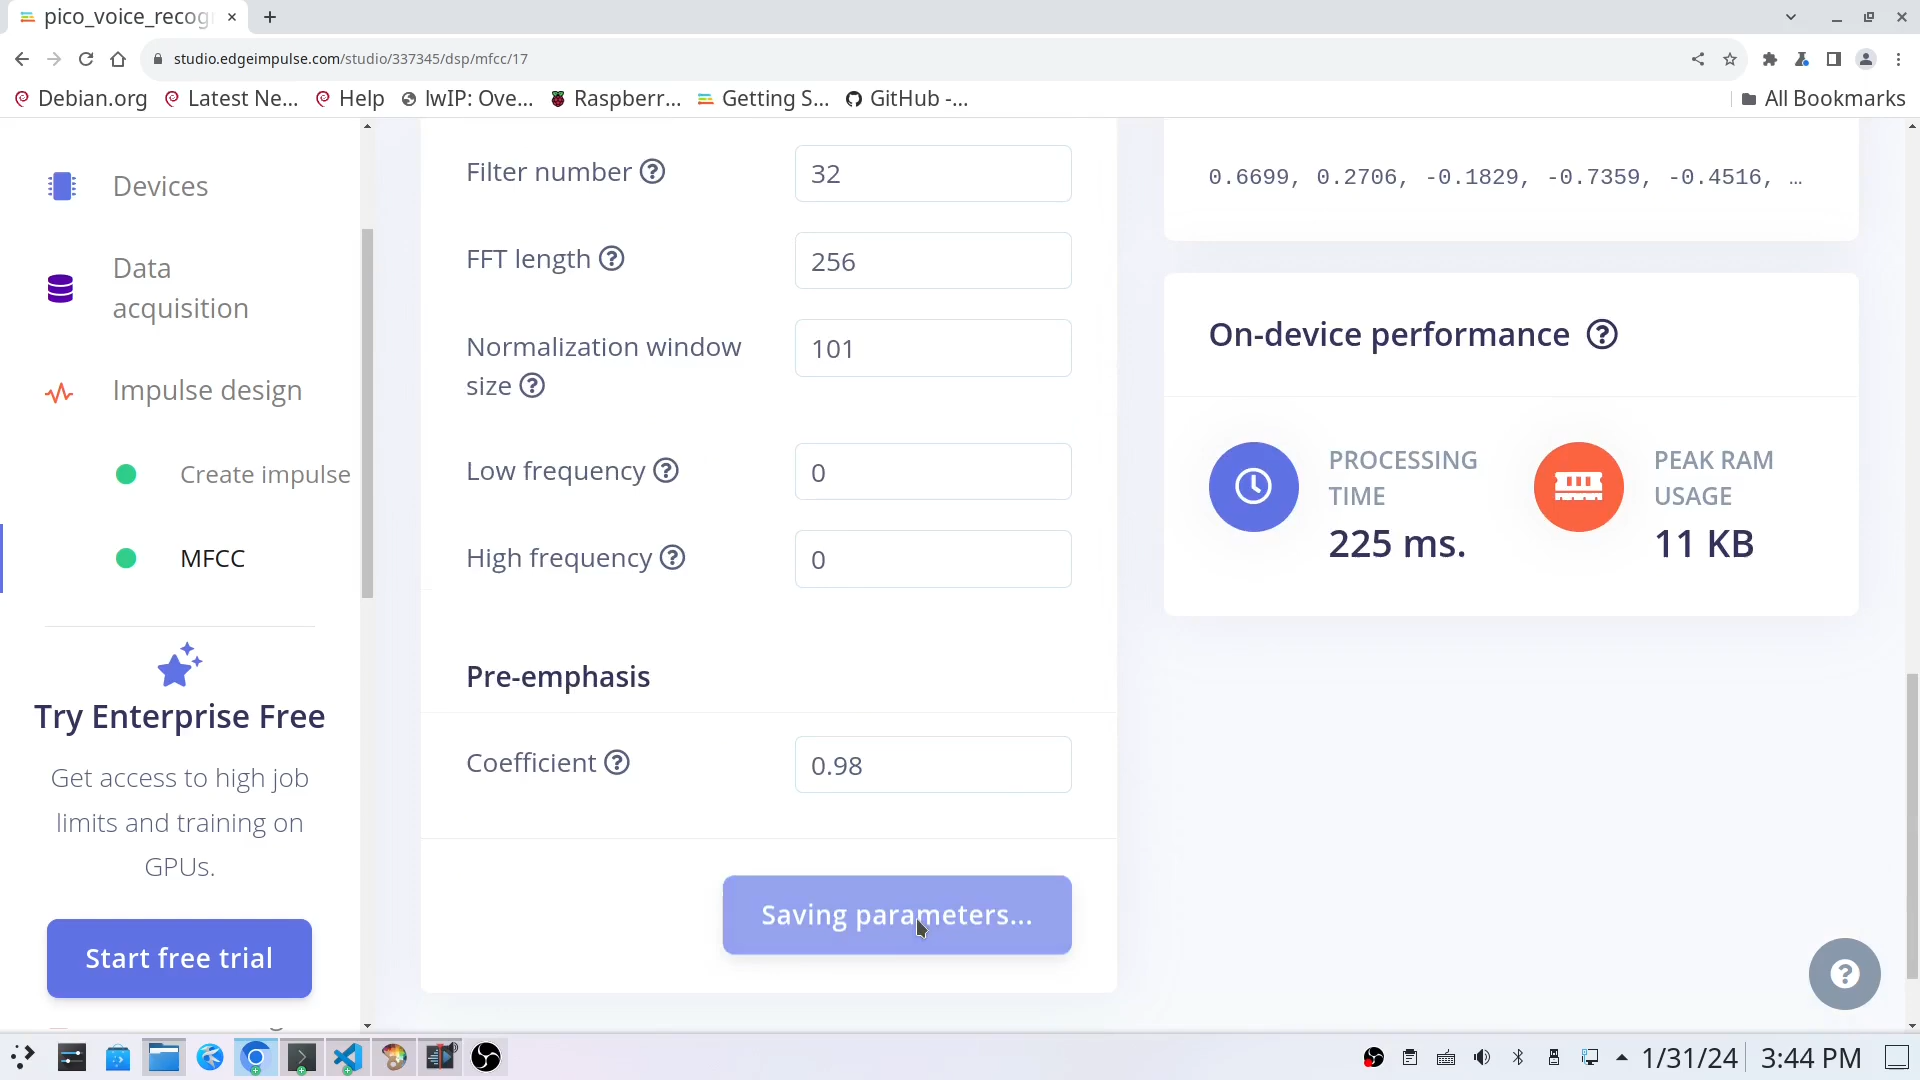 pico_voice_recog
studio.edgeimpulse.com/studio/337345/dsp/mfcc/17
Debian.org
Latest Ne...
Help
lwIP: Ove...
Raspberr...
Getting S...
GitHub -...
All Bookmarks
Devices
Data
acquisition
Impulse design
Create impulse
MFCC
Try Enterprise Free
Get access to high job
limits and training on
GPUs.
Start free trial
Filter number
32
FFT length
256
Normalization window
size
101
Low frequency
0
High frequency
0
Pre-emphasis
Coefficient
0.98
Saving parameters...
0.6699, 0.2706, -0.1829, -0.7359, -0.4516, …
On-device performance
PROCESSING
TIME
225 ms.
PEAK RAM
USAGE
11 KB
1/31/24
3:44 PM